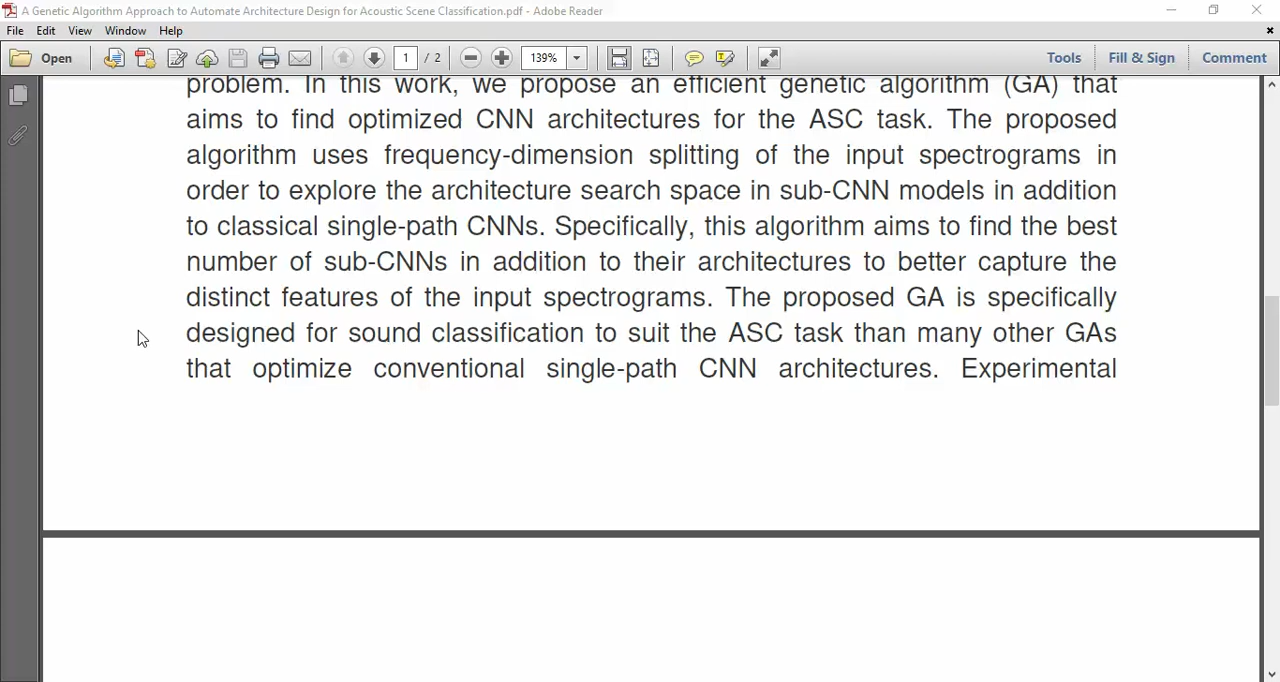 A Genetic Algorithm Approach to Automate Architecture Design for Acoustic Scene Classification.pdf - Adobe Reader
File Edit View Window Help
Open 1 / 2 139% Tools Fill & Sign Comment
problem. In this work, we propose an efficient genetic algorithm (GA) that
aims to find optimized CNN architectures for the ASC task. The proposed
algorithm uses frequency-dimension splitting of the input spectrograms in
order to explore the architecture search space in sub-CNN models in addition
to classical single-path CNNs. Specifically, this algorithm aims to find the best
number of sub-CNNs in addition to their architectures to better capture the
distinct features of the input spectrograms. The proposed GA is specifically
designed for sound classification to suit the ASC task than many other GAs
that optimize conventional single-path CNN architectures. Experimental